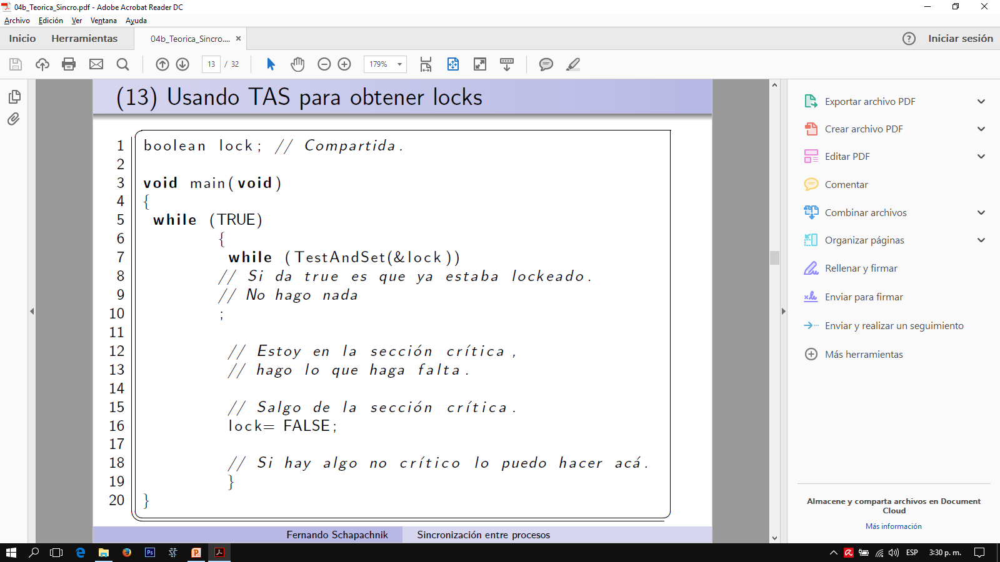 04b_Teorica_Sincro.pdf - Adobe Acrobat Reader DC
Archivo Edición Ver Ventana Ayuda
Inicio Herramientas 04b_Teorica_Sincro.... × ? Iniciar sesión
13 / 32 179%
(13) Usando TAS para obtener locks
1 boolean lock; // Compartida.
2
3 void main(void)
4 {
5 while (TRUE)
6 {
7 while (TestAndSet(&lock))
8 // Si da true es que ya estaba lockeado.
9 // No hago nada
10 ;
11
12 // Estoy en la sección crítica,
13 // hago lo que haga falta.
14
15 // Salgo de la sección crítica.
16 lock= FALSE;
17
18 // Si hay algo no crítico lo puedo hacer acá.
19 }
20 }
Fernando Schapachnik Sincronización entre procesos
Exportar archivo PDF
Crear archivo PDF
Editar PDF
Comentar
Combinar archivos
Organizar páginas
Rellenar y firmar
Enviar para firmar
Enviar y realizar un seguimiento
Más herramientas
Almacene y comparta archivos en Document
Cloud
Más información
Ps ESP 3:30 p. m.